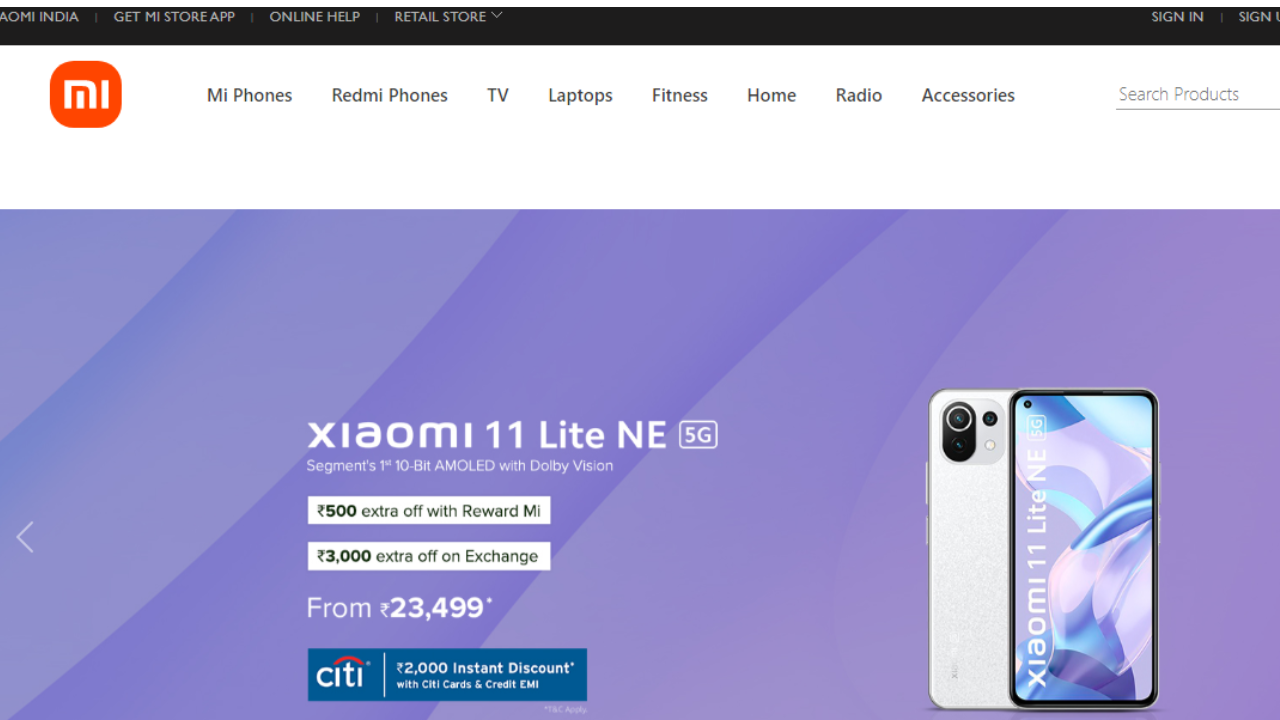 AOMI INDIA | GET MI STORE APP | ONLINE HELP | RETAIL STORE
SIGN IN | SIGN U
mi
Mi Phones Redmi Phones TV Laptops Fitness Home Radio Accessories
Search Products
xiaomi 11 Lite NE 5G
Segment's 1st 10-Bit AMOLED with Dolby Vision
₹500 extra off with Reward Mi
₹3,000 extra off on Exchange
From ₹23,499*
citi ₹2,000 Instant Discount*
with Citi Cards & Credit EMI
*T&C Apply
xiaomi 11 Lite NE 5G